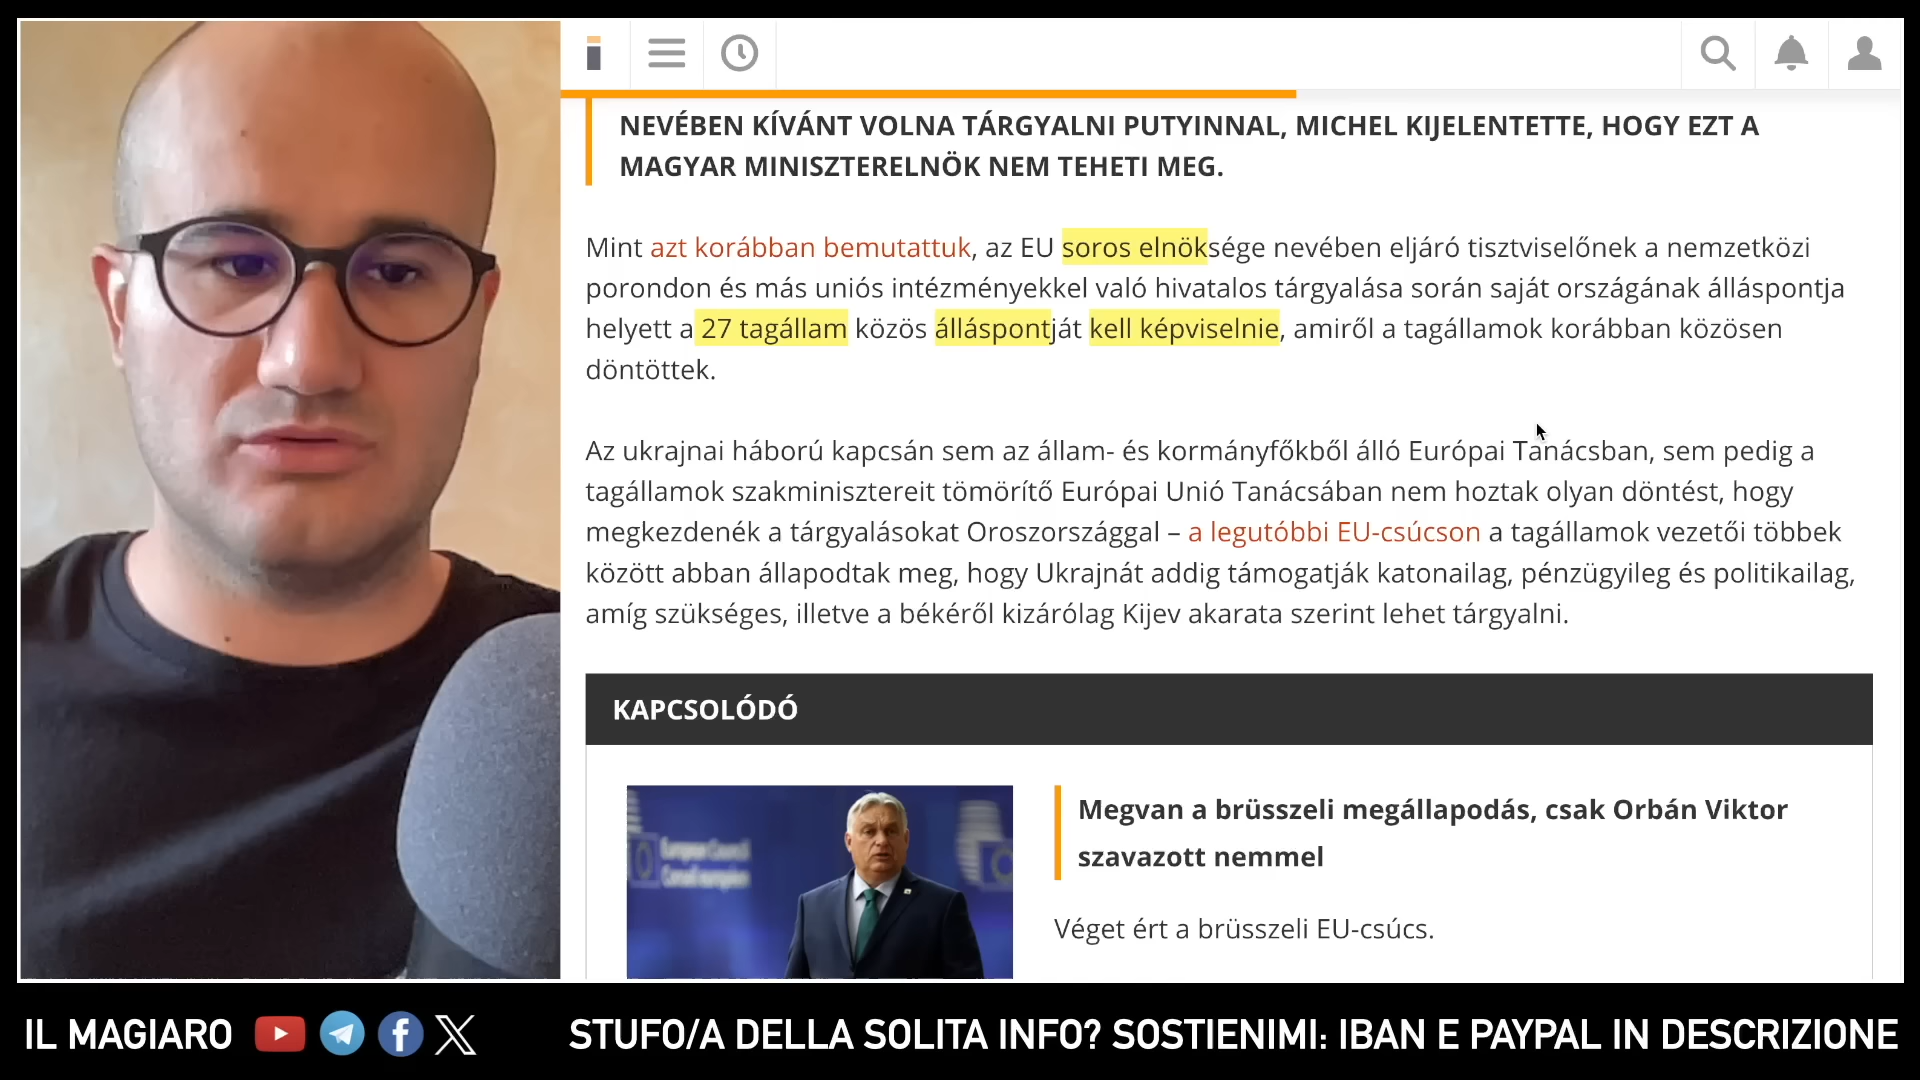 NEVÉBEN KÍVÁNT VOLNA TÁRGYALNI PUTYINNAL, MICHEL KIJELENTETTE, HOGY EZT A
MAGYAR MINISZTERELNÖK NEM TEHETI MEG.
Mint azt korábban bemutattuk, az EU soros elnöksége nevében eljáró tisztviselőnek a nemzetközi
porondon és más uniós intézményekkel való hivatalos tárgyalása során saját országának álláspontja
helyett a 27 tagállam közös álláspontját kell képviselnie, amiről a tagállamok korábban közösen
döntöttek.
Az ukrajnai háború kapcsán sem az állam- és kormányfőkből álló Európai Tanácsban, sem pedig a
tagállamok szakminisztereit tömörítő Európai Unió Tanácsában nem hoztak olyan döntést, hogy
megkezdenék a tárgyalásokat Oroszországgal – a legutóbbi EU-csúcson a tagállamok vezetői többek
között abban állapodtak meg, hogy Ukrajnát addig támogatják katonailag, pénzügyileg és politikailag,
amíg szükséges, illetve a békéről kizárólag Kijev akarata szerint lehet tárgyalni.
KAPCSOLÓDÓ
European Council
Conseil européen
Megvan a brüsszeli megállapodás, csak Orbán Viktor
szavazott nemmel
Véget ért a brüsszeli EU-csúcs.
IL MAGIARO
STUFO/A DELLA SOLITA INFO? SOSTIENIMI: IBAN E PAYPAL IN DESCRIZIONE